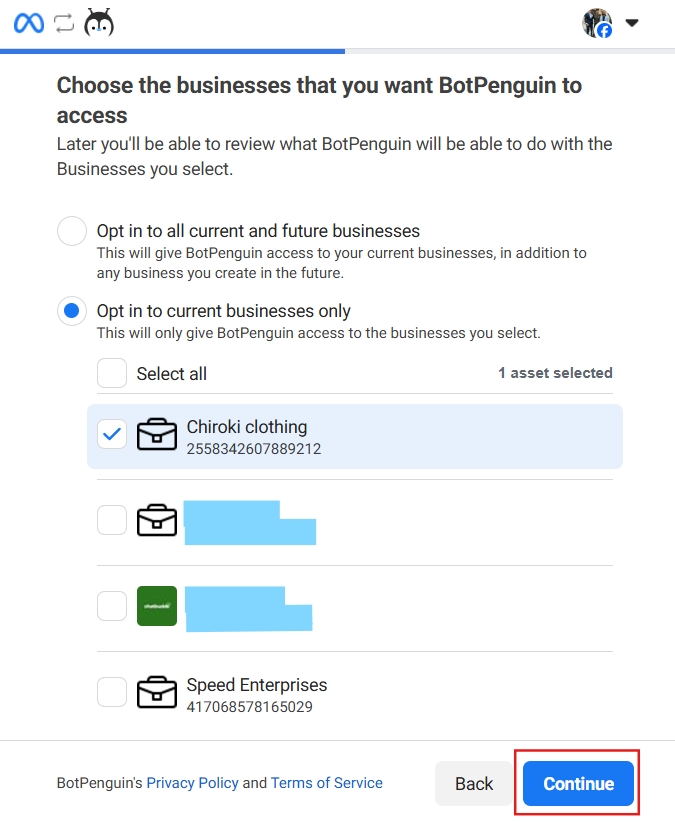 Choose the businesses that you want BotPenguin to
access
Later you'll be able to review what BotPenguin will be able to do with the
Businesses you select.
Opt in to all current and future businesses
This will give BotPenguin access to your current businesses, in addition to
any business you create in the future.
Opt in to current businesses only
This will only give BotPenguin access to the businesses you select.
Select all
1 asset selected
Chiroki clothing
2558342607889212
Speed Enterprises
417068578165029
BotPenguin's Privacy Policy and Terms of Service
Back
Continue